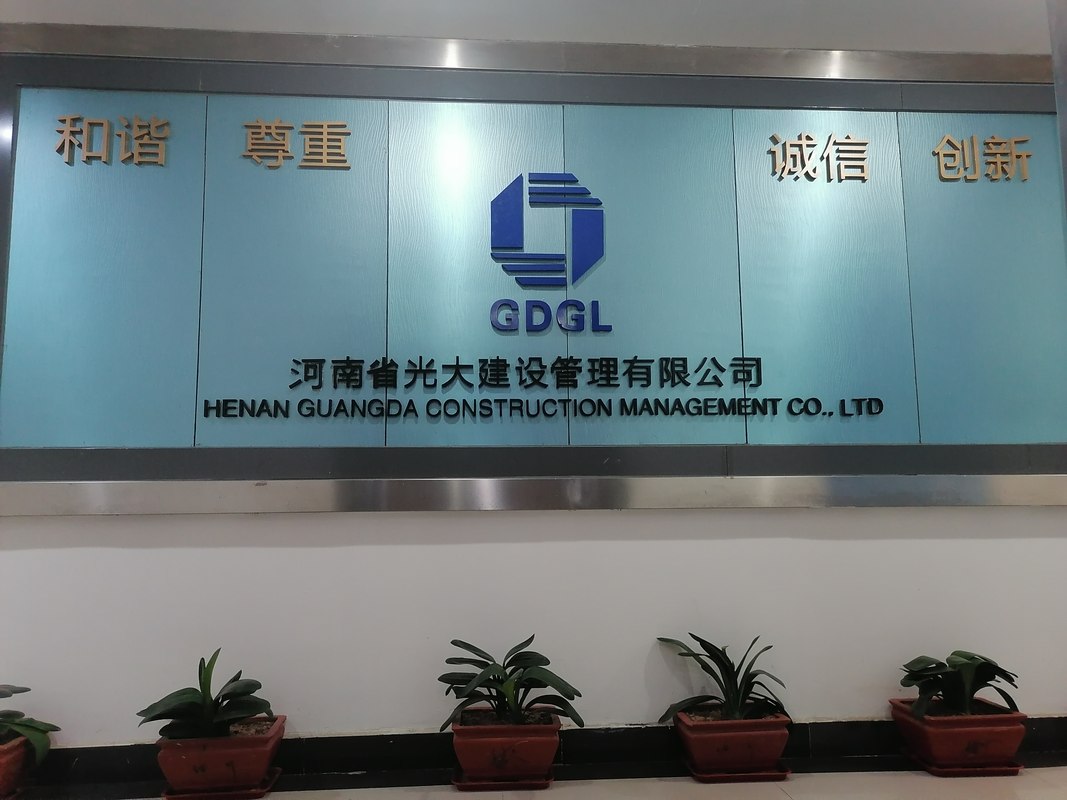 和谐 尊重 诚信 创新
GDGL
河南省光大建设管理有限公司
HENAN GUANGDA CONSTRUCTION MANAGEMENT CO., LTD